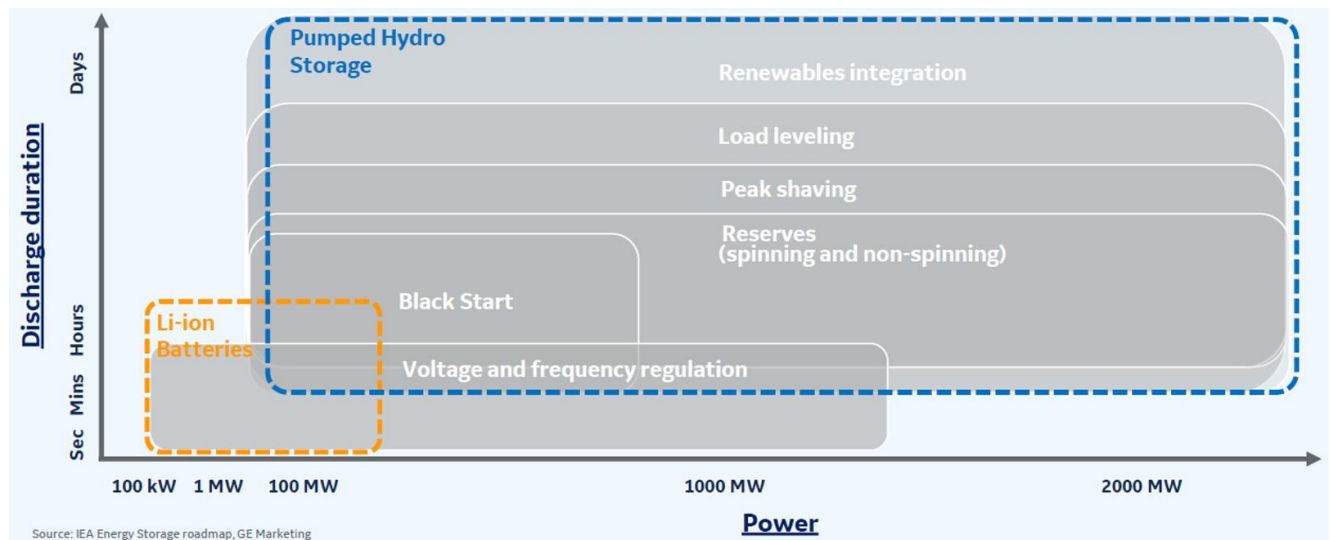 Pumped Hydro
Storage
Renewables integration
Load leveling
Peak shaving
Reserves
(spinning and non-spinning)
Black Start
Li-ion
Batteries
Voltage and frequency regulation
Discharge duration
Days
Hours
Mins
Sec
100 kW 1 MW 100 MW 1000 MW 2000 MW
Power
Source: IEA Energy Storage roadmap, GE Marketing